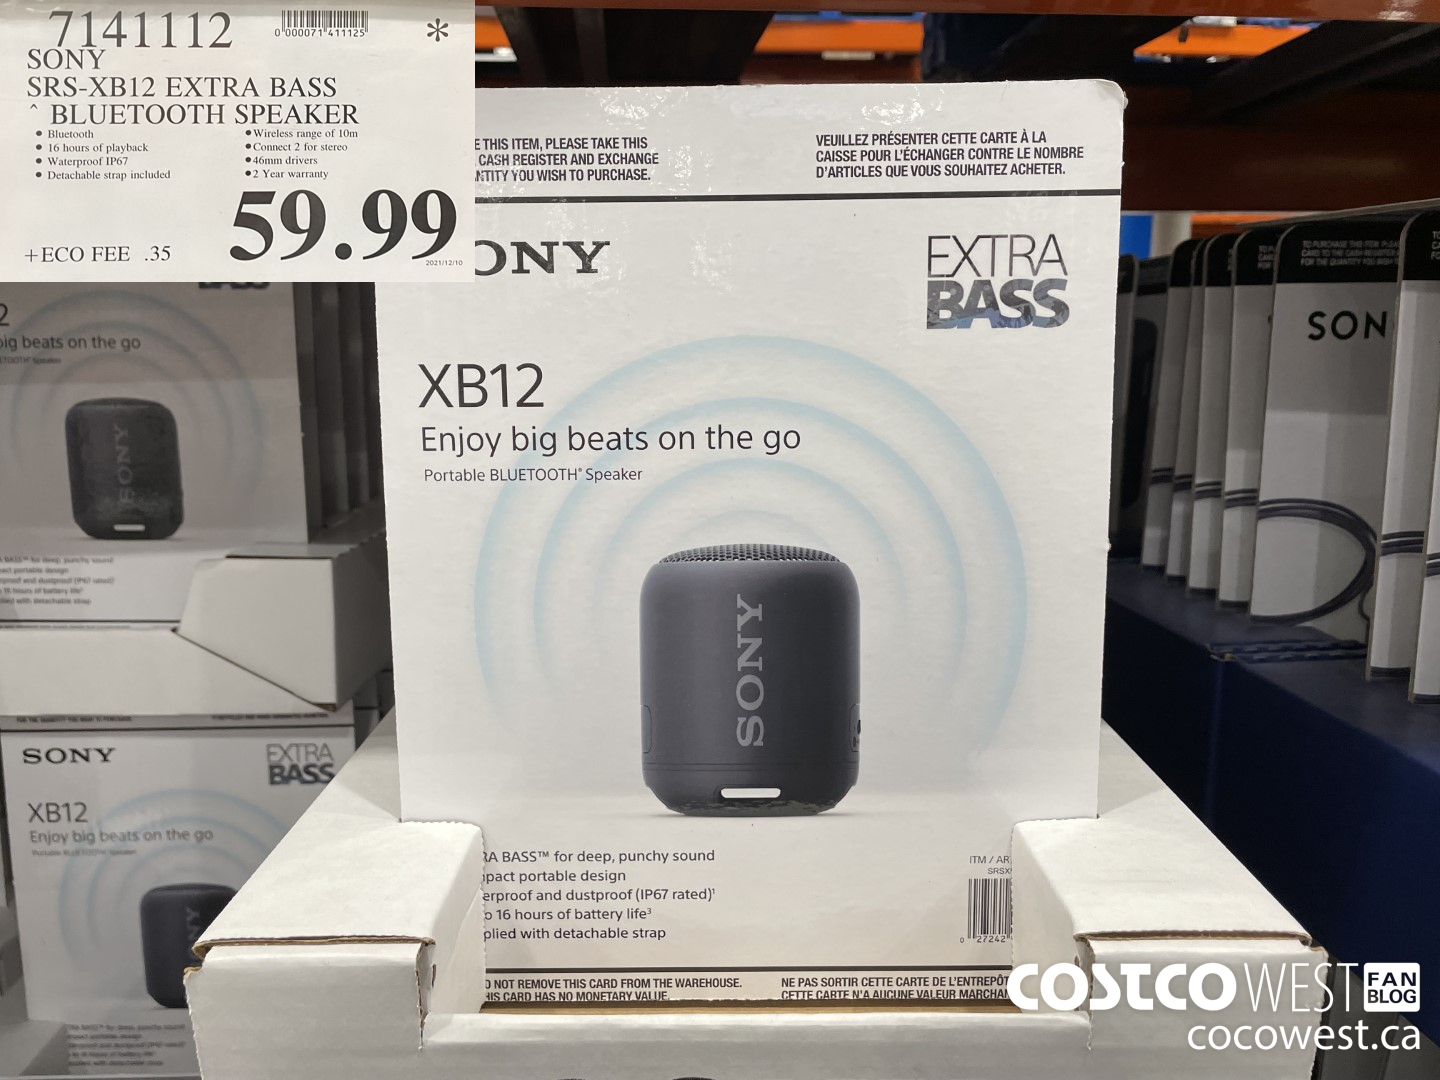 7141112
0 000071 411125
*
SONY
SRS-XB12 EXTRA BASS
^ BLUETOOTH SPEAKER
• Bluetooth
• 16 hours of playback
• Waterproof IP67
• Detachable strap included
• Wireless range of 10m
• Connect 2 for stereo
• 46mm drivers
• 2 Year warranty
59.99
+ECO FEE .35
2021/12/10
THIS ITEM, PLEASE TAKE THIS
CASH REGISTER AND EXCHANGE
YOU WISH TO PURCHASE.
VEUILLEZ PRÉSENTER CETTE CARTE À LA
CAISSE POUR L'ÉCHANGER CONTRE LE NOMBRE
D'ARTICLES QUE VOUS SOUHAITEZ ACHETER.
ONY
EXTRA
BASS
XB12
Enjoy big beats on the go
Portable BLUETOOTH® Speaker
SONY
RA BASS™ for deep, punchy sound
pact portable design
erproof and dustproof (IP67 rated)¹
o 16 hours of battery life³
plied with detachable strap
ITM / AR
SRSX
0 27242
O NOT REMOVE THIS CARD FROM THE WAREHOUSE.
HIS CARD HAS NO MONETARY VALUE.
NE PAS SORTIR CETTE CARTE DE L'ENTREPÔT
CETTE CARTE N'A AUCUNE VALEUR MARCHAN
BASS
2
big beats on the go
SONY
SONY
EXTRA
BASS
XB12
Enjoy big beats on the go
SON
COSTCO WEST FAN
BLOG
cocowest.ca